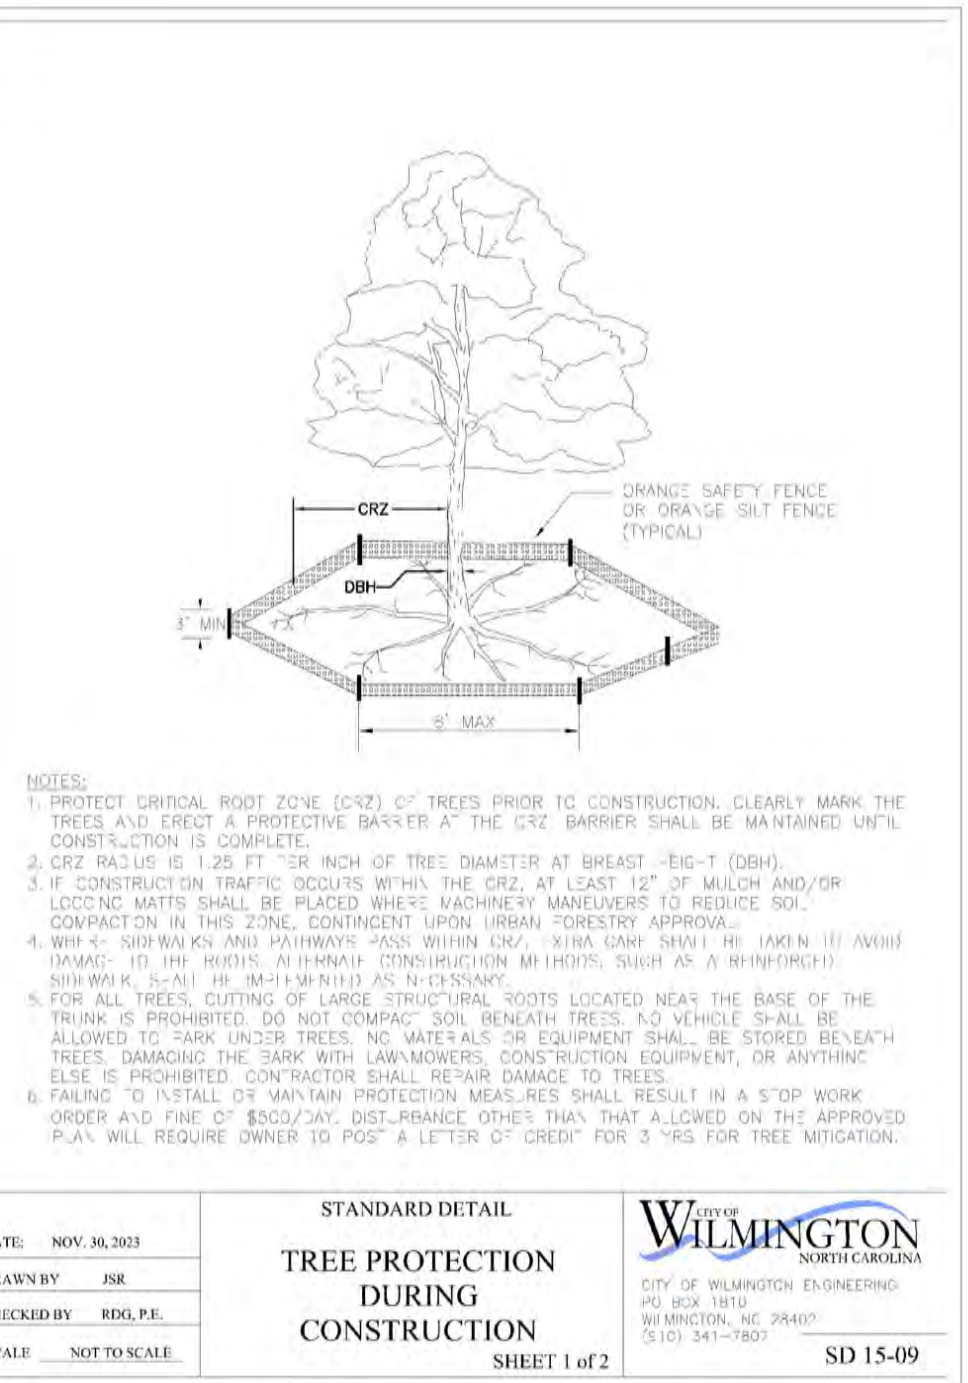 ORANGE SAFETY FENCE
OR ORANGE SILT FENCE
(TYPICAL)
CRZ
DBH
3' MIN
8' MAX
NOTES:
1. PROTECT CRITICAL ROOT ZONE (CRZ) OF TREES PRIOR TO CONSTRUCTION. CLEARLY MARK THE
TREES AND ERECT A PROTECTIVE BARRIER AT THE CRZ. BARRIER SHALL BE MAINTAINED UNTIL
CONSTRUCTION IS COMPLETE.
2. CRZ RADIUS IS 1.25 FT PER INCH OF TREE DIAMETER AT BREAST HEIGHT (DBH).
3. IF CONSTRUCTION TRAFFIC OCCURS WITHIN THE CRZ, AT LEAST 12" OF MULCH AND/OR
LOGGING MATTS SHALL BE PLACED WHERE MACHINERY MANEUVERS TO REDUCE SOIL
COMPACTION IN THIS ZONE, CONTINGENT UPON URBAN FORESTRY APPROVAL.
4. WHERE SIDEWALKS AND PATHWAYS PASS WITHIN CRZ, EXTRA CARE SHALL BE TAKEN TO AVOID
DAMAGE TO THE ROOTS. ALTERNATE CONSTRUCTION METHODS, SUCH AS A REINFORCED
SIDEWALK, SHALL BE IMPLEMENTED AS NECESSARY.
5. FOR ALL TREES, CUTTING OF LARGE STRUCTURAL ROOTS LOCATED NEAR THE BASE OF THE
TRUNK IS PROHIBITED. DO NOT COMPACT SOIL BENEATH TREES. NO VEHICLE SHALL BE
ALLOWED TO PARK UNDER TREES. NO MATERIALS OR EQUIPMENT SHALL BE STORED BENEATH
TREES. DAMAGING THE BARK WITH LAWNMOWERS, CONSTRUCTION EQUIPMENT, OR ANYTHING
ELSE IS PROHIBITED. CONTRACTOR SHALL REPAIR DAMAGE TO TREES.
6. FAILING TO INSTALL OR MAINTAIN PROTECTION MEASURES SHALL RESULT IN A STOP WORK
ORDER AND FINE OF $500/DAY. DISTURBANCE OTHER THAN THAT ALLOWED ON THE APPROVED
PLAN WILL REQUIRE OWNER TO POST A LETTER OF CREDIT FOR 3 YRS FOR TREE MITIGATION.
ATE: NOV. 30, 2023
AWN BY JSR
ECKED BY RDG, P.E.
ALE NOT TO SCALE
STANDARD DETAIL
TREE PROTECTION
DURING
CONSTRUCTION
SHEET 1 of 2
CITY OF
WILMINGTON
NORTH CAROLINA
CITY OF WILMINGTON ENGINEERING
PO BOX 1810
WILMINGTON, NC 28402
(910) 341-7807
SD 15-09